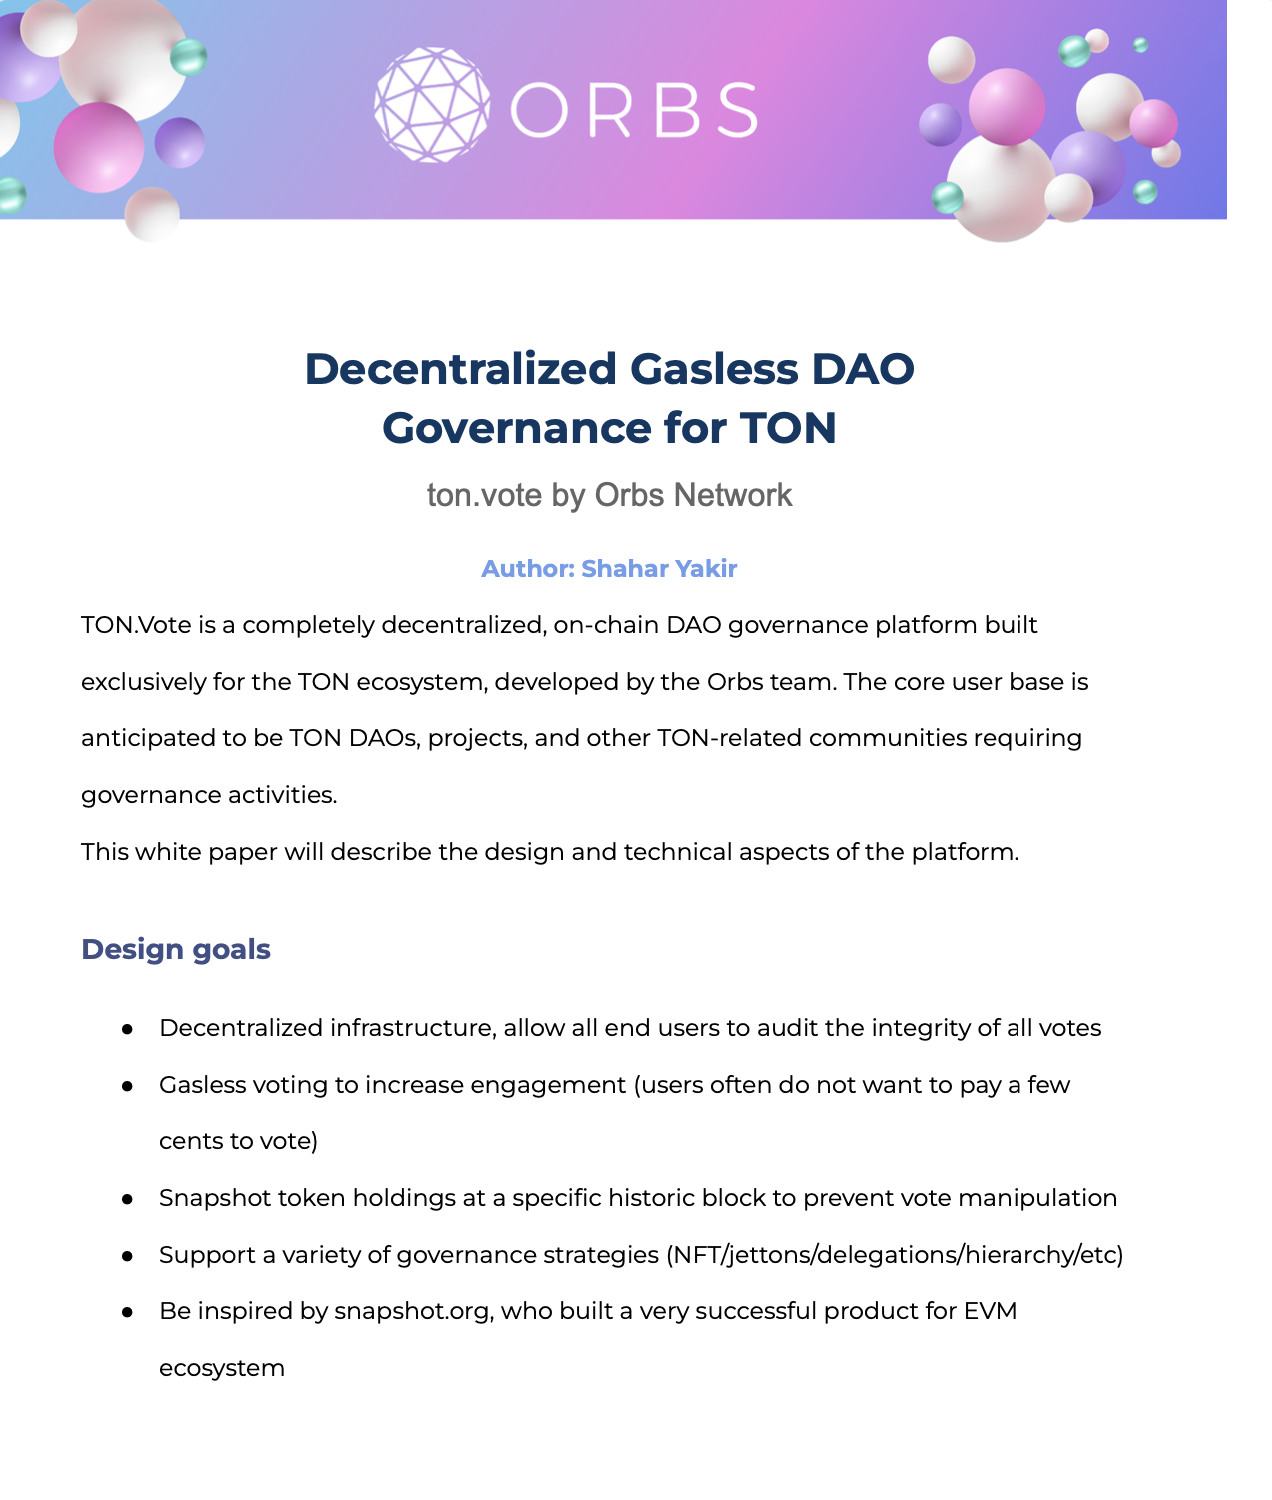 ORBS
Decentralized Gasless DAO
Governance for TON
ton.vote by Orbs Network
Author: Shahar Yakir
TON.Vote is a completely decentralized, on-chain DAO governance platform built
exclusively for the TON ecosystem, developed by the Orbs team. The core user base is
anticipated to be TON DAOs, projects, and other TON-related communities requiring
governance activities.
This white paper will describe the design and technical aspects of the platform.
Design goals
● Decentralized infrastructure, allow all end users to audit the integrity of all votes
● Gasless voting to increase engagement (users often do not want to pay a few
cents to vote)
● Snapshot token holdings at a specific historic block to prevent vote manipulation
● Support a variety of governance strategies (NFT/jettons/delegations/hierarchy/etc)
● Be inspired by snapshot.org, who built a very successful product for EVM
ecosystem